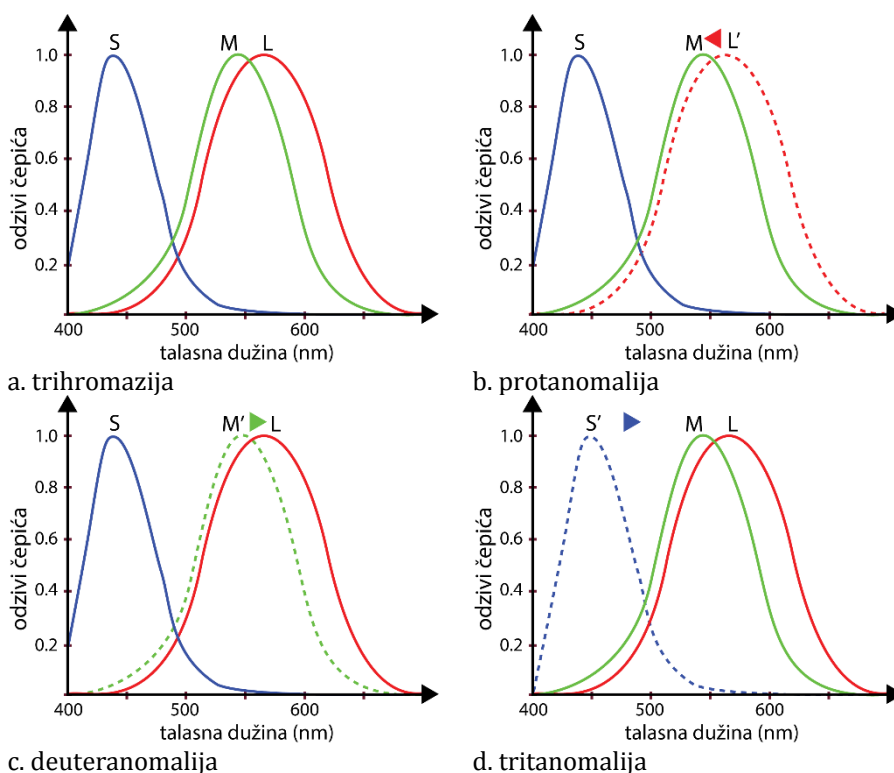 S M L
1.0
0.8
0.6
0.4
0.2
odzivi čepića
400 500 600
talasna dužina (nm)
a. trihromazija
S M L’
1.0
0.8
0.6
0.4
0.2
odzivi čepića
400 500 600
talasna dužina (nm)
b. protanomalija
S M’ L
1.0
0.8
0.6
0.4
0.2
odzivi čepića
400 500 600
talasna dužina (nm)
c. deuteranomalija
S’ M L
1.0
0.8
0.6
0.4
0.2
odzivi čepića
400 500 600
talasna dužina (nm)
d. tritanomalija